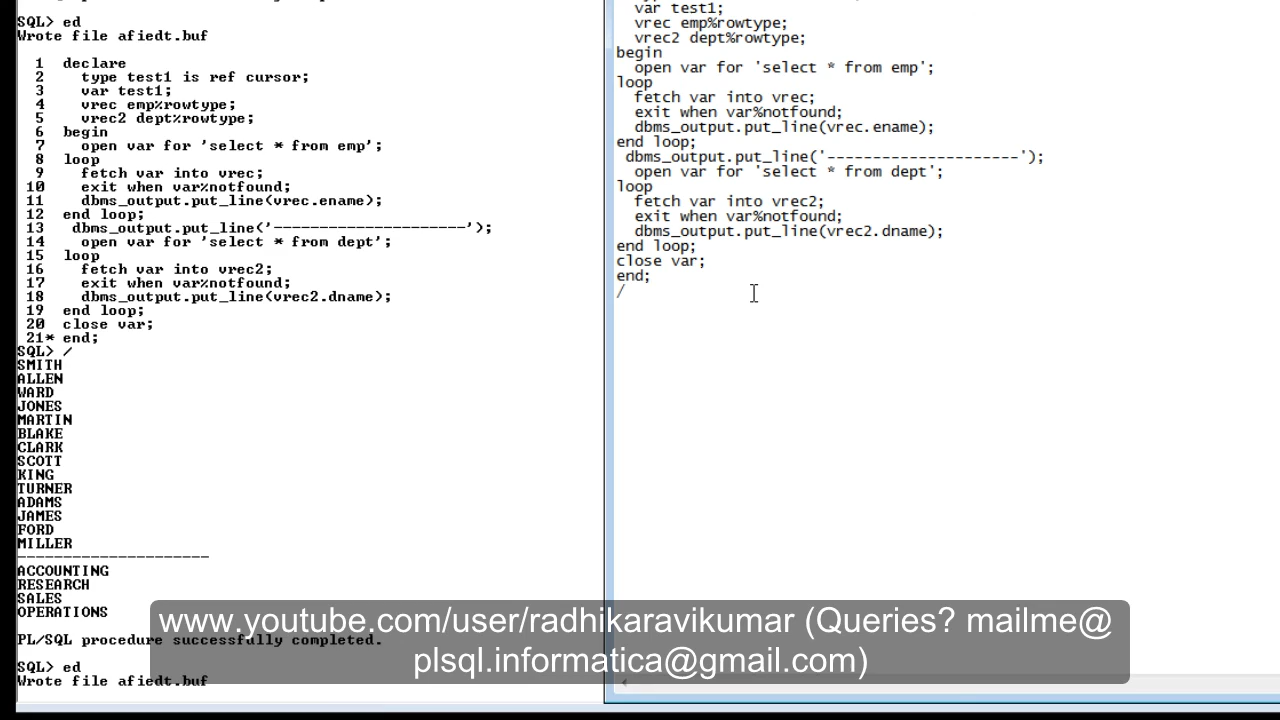 SQL> ed
Wrote file afiedt.buf
1 declare
2 type test1 is ref cursor;
3 var test1;
4 vrec emp%rowtype;
5 vrec2 dept%rowtype;
6 begin
7 open var for 'select * from emp';
8 loop
9 fetch var into vrec;
10 exit when var%notfound;
11 dbms_output.put_line(vrec.ename);
12 end loop;
13 dbms_output.put_line('---------------------');
14 open var for 'select * from dept';
15 loop
16 fetch var into vrec2;
17 exit when var%notfound;
18 dbms_output.put_line(vrec2.dname);
19 end loop;
20 close var;
21* end;
SQL> /
SMITH
ALLEN
WARD
JONES
MARTIN
BLAKE
CLARK
SCOTT
KING
TURNER
ADAMS
JAMES
FORD
MILLER
---------------------
ACCOUNTING
RESEARCH
SALES
OPERATIONS
PL/SQL procedure successfully completed.
SQL> ed
Wrote file afiedt.buf
var test1;
vrec emp%rowtype;
vrec2 dept%rowtype;
begin
open var for 'select * from emp';
loop
fetch var into vrec;
exit when var%notfound;
dbms_output.put_line(vrec.ename);
end loop;
dbms_output.put_line('---------------------');
open var for 'select * from dept';
loop
fetch var into vrec2;
exit when var%notfound;
dbms_output.put_line(vrec2.dname);
end loop;
close var;
end;
/
www.youtube.com/user/radhikaravikumar (Queries? mailme@
plsql.informatica@gmail.com)